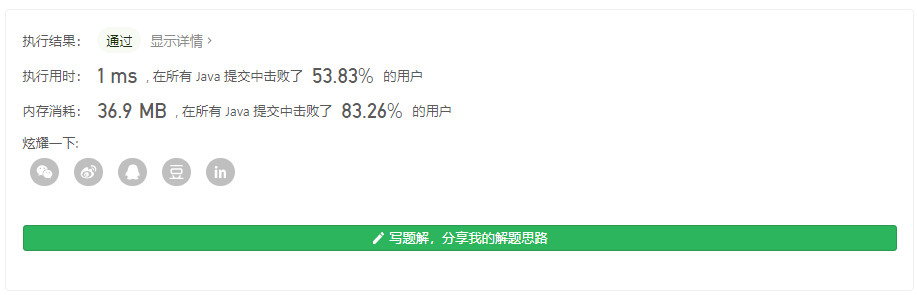 执行结果： 通过 显示详情 >
执行用时： 1 ms , 在所有 Java 提交中击败了 53.83% 的用户
内存消耗： 36.9 MB , 在所有 Java 提交中击败了 83.26% 的用户
炫耀一下:
豆 in
写题解，分享我的解题思路